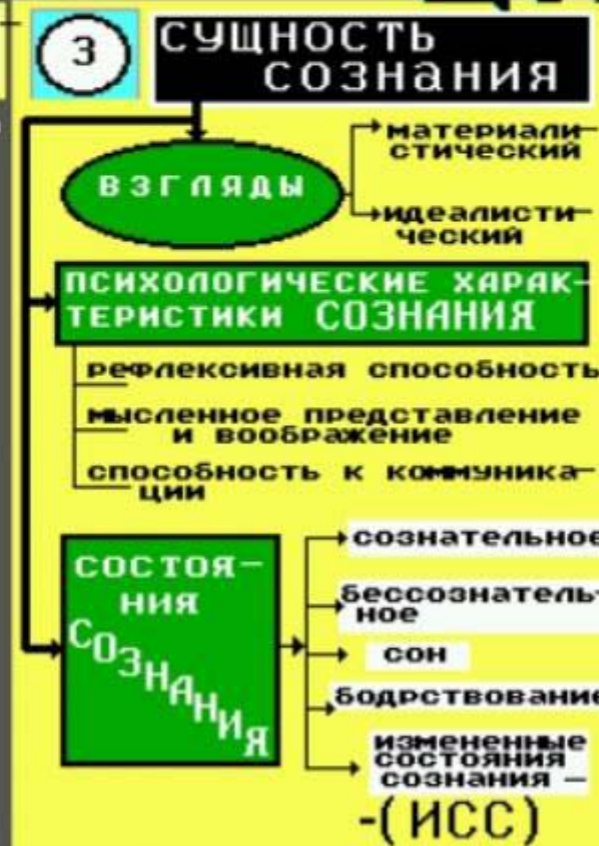 3
СУЩНОСТЬ
СОЗНАНИЯ
ВЗГЛЯДЫ
материали-
стический
идеалисти-
ческий
ПСИХОЛОГИЧЕСКИЕ ХАРАК-
ТЕРИСТИКИ СОЗНАНИЯ
рефлексивная способность
мысленное представление
и воображение
способность к коммуника-
ции
СОСТОЯ-
НИЯ
СОЗНАНИЯ
сознательное
бессознатель-
ное
сон
бодрствование
измененные
состояния
сознания -
-(ИСС)